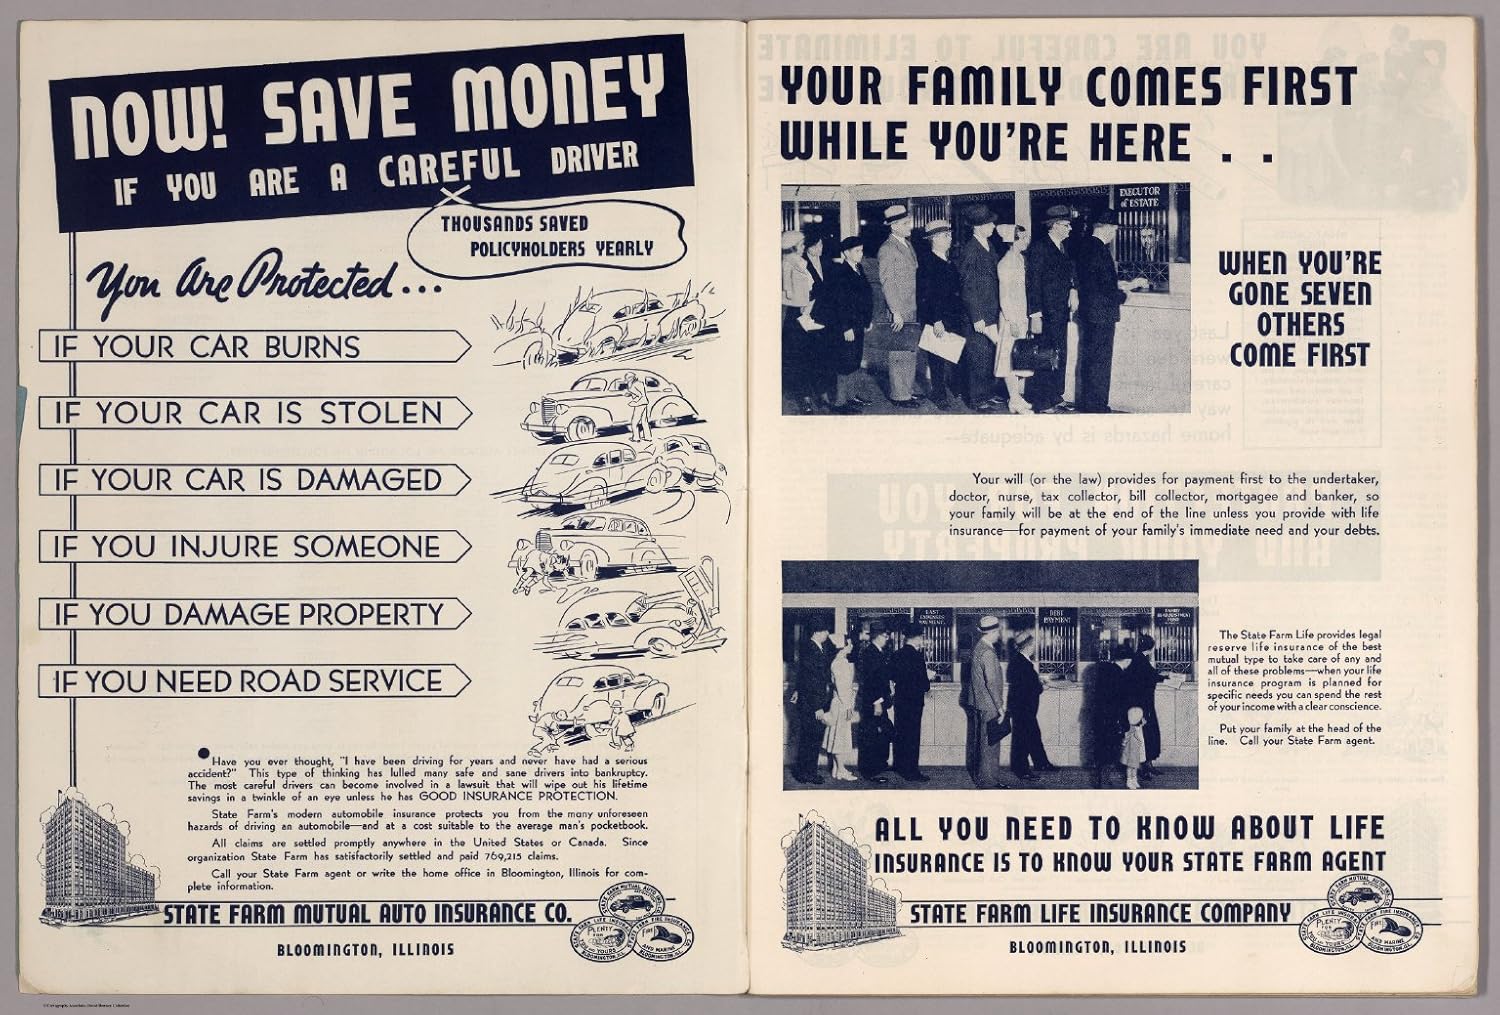 NOW! SAVE MONEY
IF YOU ARE A CAREFUL DRIVER
THOUSANDS SAVED
POLICYHOLDERS YEARLY
You Are Protected...
IF YOUR CAR BURNS
IF YOUR CAR IS STOLEN
IF YOUR CAR IS DAMAGED
IF YOU INJURE SOMEONE
IF YOU DAMAGE PROPERTY
IF YOU NEED ROAD SERVICE
Have you ever thought, "I have been driving for years and never have had a serious
accident?" This type of thinking has lulled many safe and sane drivers into bankruptcy.
The most careful drivers can become involved in a lawsuit that will wipe out his lifetime
savings in a twinkle of an eye unless he has GOOD INSURANCE PROTECTION.
State Farm's modern automobile insurance protects you from the many unforeseen
hazards of driving an automobile—and at a cost suitable to the average man's pocketbook.
All claims are settled promptly anywhere in the United States or Canada. Since
organization State Farm has satisfactorily settled and paid 769,215 claims.
Call your State Farm agent or write the home office in Bloomington, Illinois for com-
plete information.
STATE FARM MUTUAL AUTO INSURANCE CO.
BLOOMINGTON, ILLINOIS
YOUR FAMILY COMES FIRST
WHILE YOU'RE HERE . .
EXECUTOR
of ESTATE
WHEN YOU'RE
GONE SEVEN
OTHERS
COME FIRST
Your will (or the law) provides for payment first to the undertaker,
doctor, nurse, tax collector, bill collector, mortgagee and banker, so
your family will be at the end of the line unless you provide with life
insurance—for payment of your family's immediate need and your debts.
LAST
EXPENSES
DEBT
PAYMENT
FAMILY
The State Farm Life provides legal
reserve life insurance of the best
mutual type to take care of any and
all of these problems—when your life
insurance program is planned for
specific needs you can spend the rest
of your income with a clear conscience.
Put your family at the head of the
line. Call your State Farm agent.
ALL YOU NEED TO KNOW ABOUT LIFE
INSURANCE IS TO KNOW YOUR STATE FARM AGENT
STATE FARM LIFE INSURANCE COMPANY
BLOOMINGTON, ILLINOIS